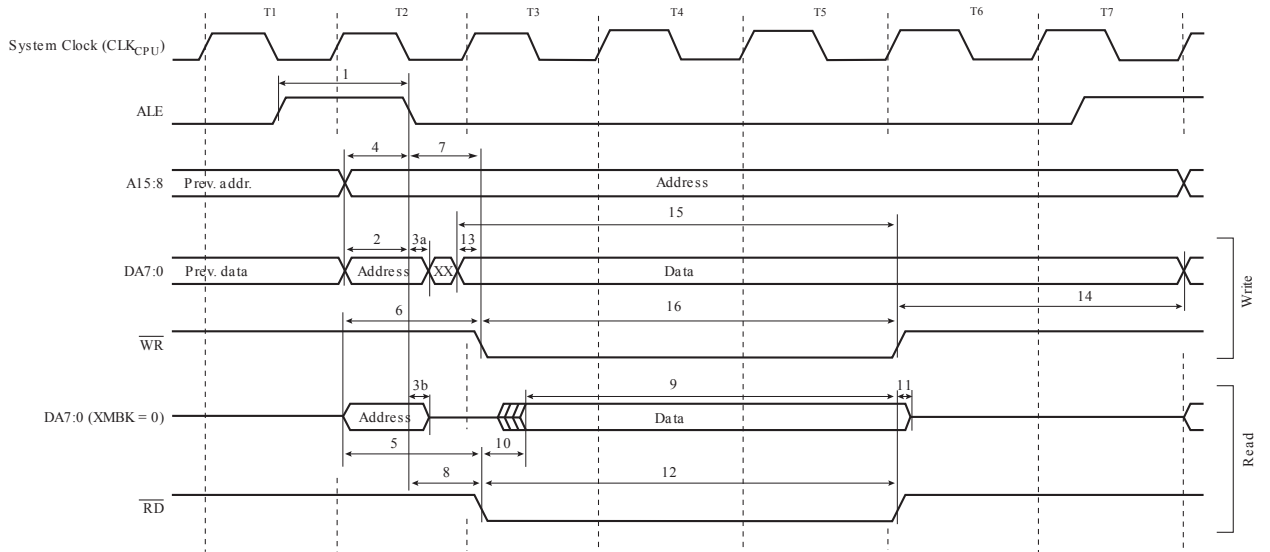 T1 T2 T3 T4 T5 T6 T7
System Clock (CLKCPU)
1
ALE
4 7
A15:8 Prev. addr. Address
15
2 3a 13
DA7:0 Prev. data Address XX Data
14
6 16
WR
Write
3b 9 11
DA7:0 (XMBK = 0) Address Data
5 10
8 12
RD
Read